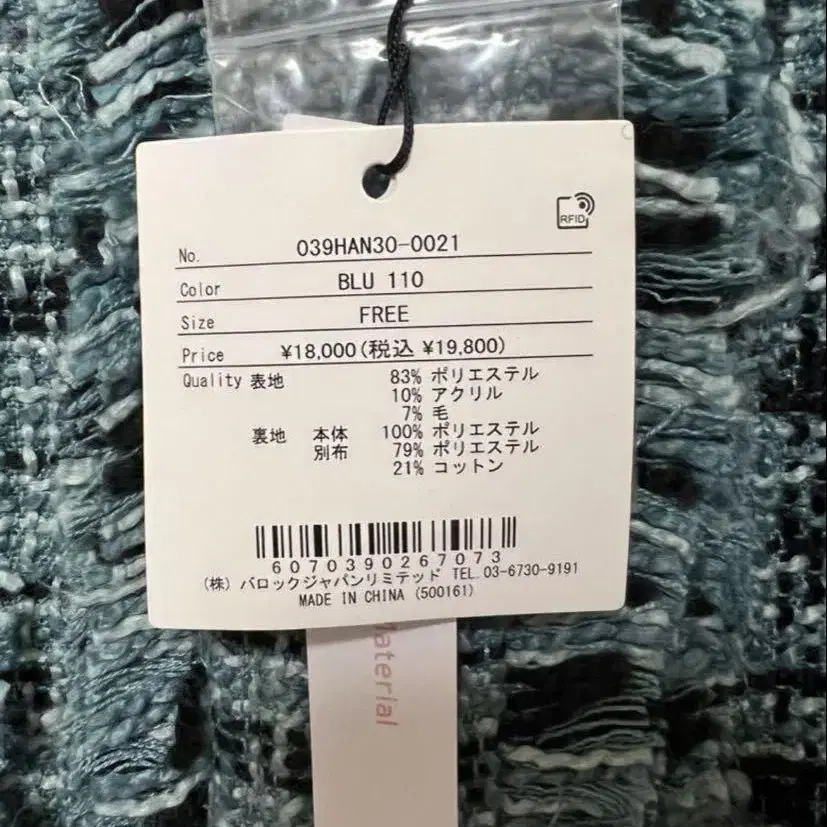 RFID
No. 039HAN30-0021
Color BLU 110
Size FREE
Price ¥18,000(税込 ¥19,800)
Quality 表地 83% ポリエステル
10% アクリル
7% 毛
裏地 本体 100% ポリエステル
別布 79% ポリエステル
21% コットン
6070390267073
(株) バロックジャパンリミテッド TEL.03-6730-9191
MADE IN CHINA (500161)
Material